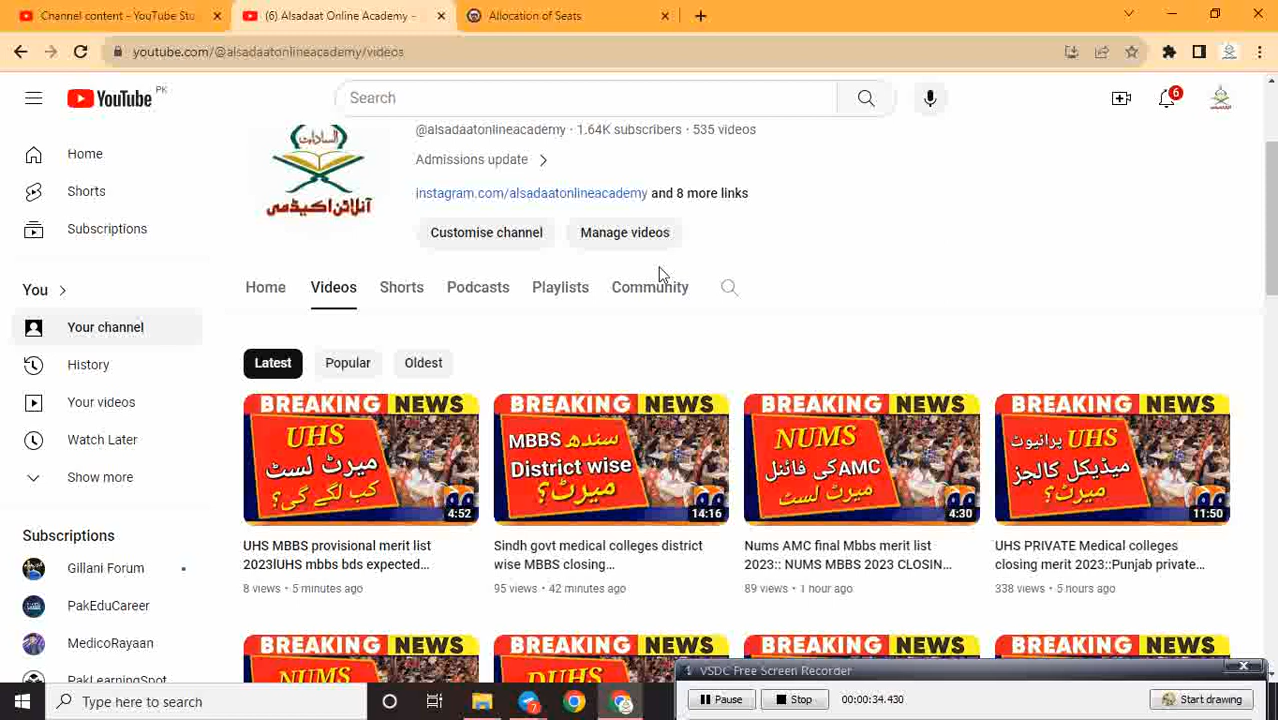 Channel content - YouTube Stu
(6) Alsadaat Online Academy -
Allocation of Seats
youtube.com/@alsadaatonlineacademy/videos
YouTube PK
Search
6
السادات
آنلائن اکیڈمی
@alsadaatonlineacademy · 1.64K subscribers · 535 videos
Admissions update
instagram.com/alsadaatonlineacademy and 8 more links
Customise channel
Manage videos
Home
Shorts
Subscriptions
You
Your channel
History
Your videos
Watch Later
Show more
Subscriptions
Gillani Forum
PakEduCareer
MedicoRayaan
PakLearningSpot
Home
Videos
Shorts
Podcasts
Playlists
Community
Latest
Popular
Oldest
BREAKING NEWS
UHS
میرٹ لسٹ
کب لگے گی؟
4:52
UHS MBBS provisional merit list
2023lUHS mbbs bds expected...
8 views · 5 minutes ago
BREAKING NEWS
MBBS سندھ
District wise
میرٹ؟
14:16
Sindh govt medical colleges district
wise MBBS closing...
95 views · 42 minutes ago
BREAKING NEWS
NUMS
AMC کی فائنل
میرٹ لسٹ
4:30
Nums AMC final Mbbs merit list
2023:: NUMS MBBS 2023 CLOSIN...
89 views · 1 hour ago
BREAKING NEWS
UHS پرائیوٹ
میڈیکل کالجز
میرٹ؟
11:50
UHS PRIVATE Medical colleges
closing merit 2023::Punjab private...
338 views · 5 hours ago
BREAKING NEWS
NUMS
BREAKING NEWS
DUHS
BREAKING NEWS
BREAKING NEWS
VSDC Free Screen Recorder
Pause
Stop
00:00:34.430
Start drawing
Type here to search
7